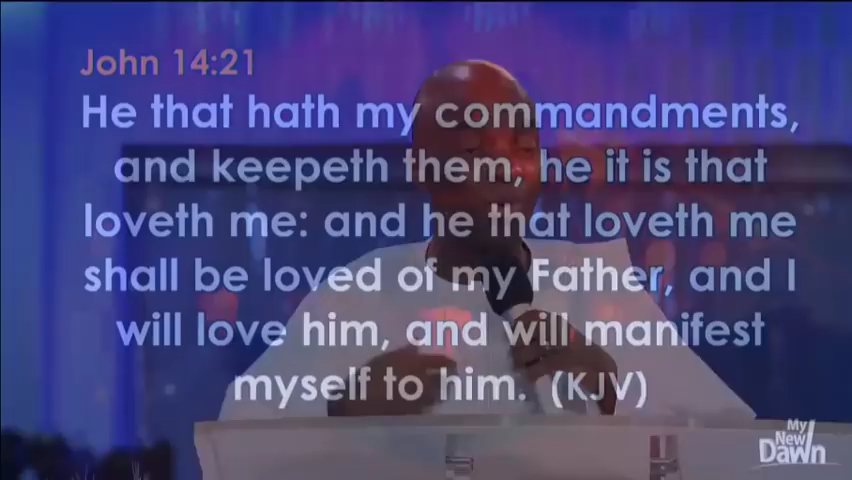 John 14:21
He that hath my commandments,
and keepeth them, he it is that
loveth me: and he that loveth me
shall be loved of my Father, and I
will love him, and will manifest
myself to him. (KJV)
My
New
Dawn